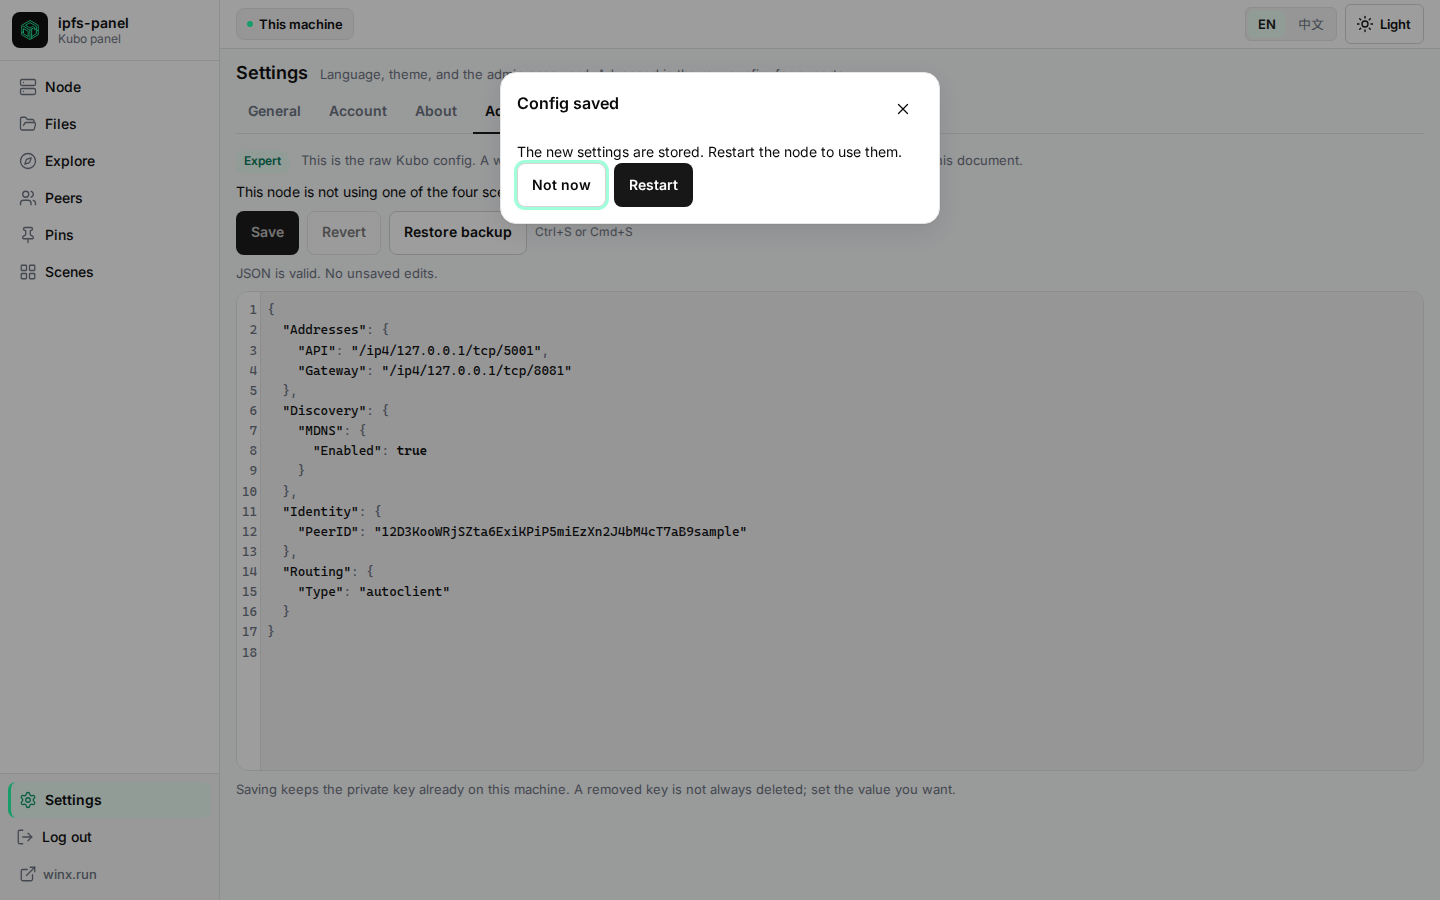 ipfs-panel
Kubo panel
Node
Files
Explore
Peers
Pins
Scenes
Settings
Log out
winx.run
This machine
EN
中文
Light
Settings Language, theme, and the
General
Account
About
Expert This is the raw Kubo config. A
his document.
This node is not using one of the four
Save
Revert
Restore backup
Ctrl+S or Cmd+S
JSON is valid. No unsaved edits.
Config saved
The new settings are stored. Restart the node to use them.
Not now
Restart
1 {
2 "Addresses": {
3 "API": "/ip4/127.0.0.1/tcp/5001",
4 "Gateway": "/ip4/127.0.0.1/tcp/8081"
5 },
6 "Discovery": {
7 "MDNS": {
8 "Enabled": true
9 }
10 },
11 "Identity": {
12 "PeerID": "12D3KooWRjSZta6ExiKPiP5miEzXn2J4bM4cT7aB9sample"
13 },
14 "Routing": {
15 "Type": "autoclient"
16 }
17 }
18
Saving keeps the private key already on this machine. A removed key is not always deleted; set the value you want.